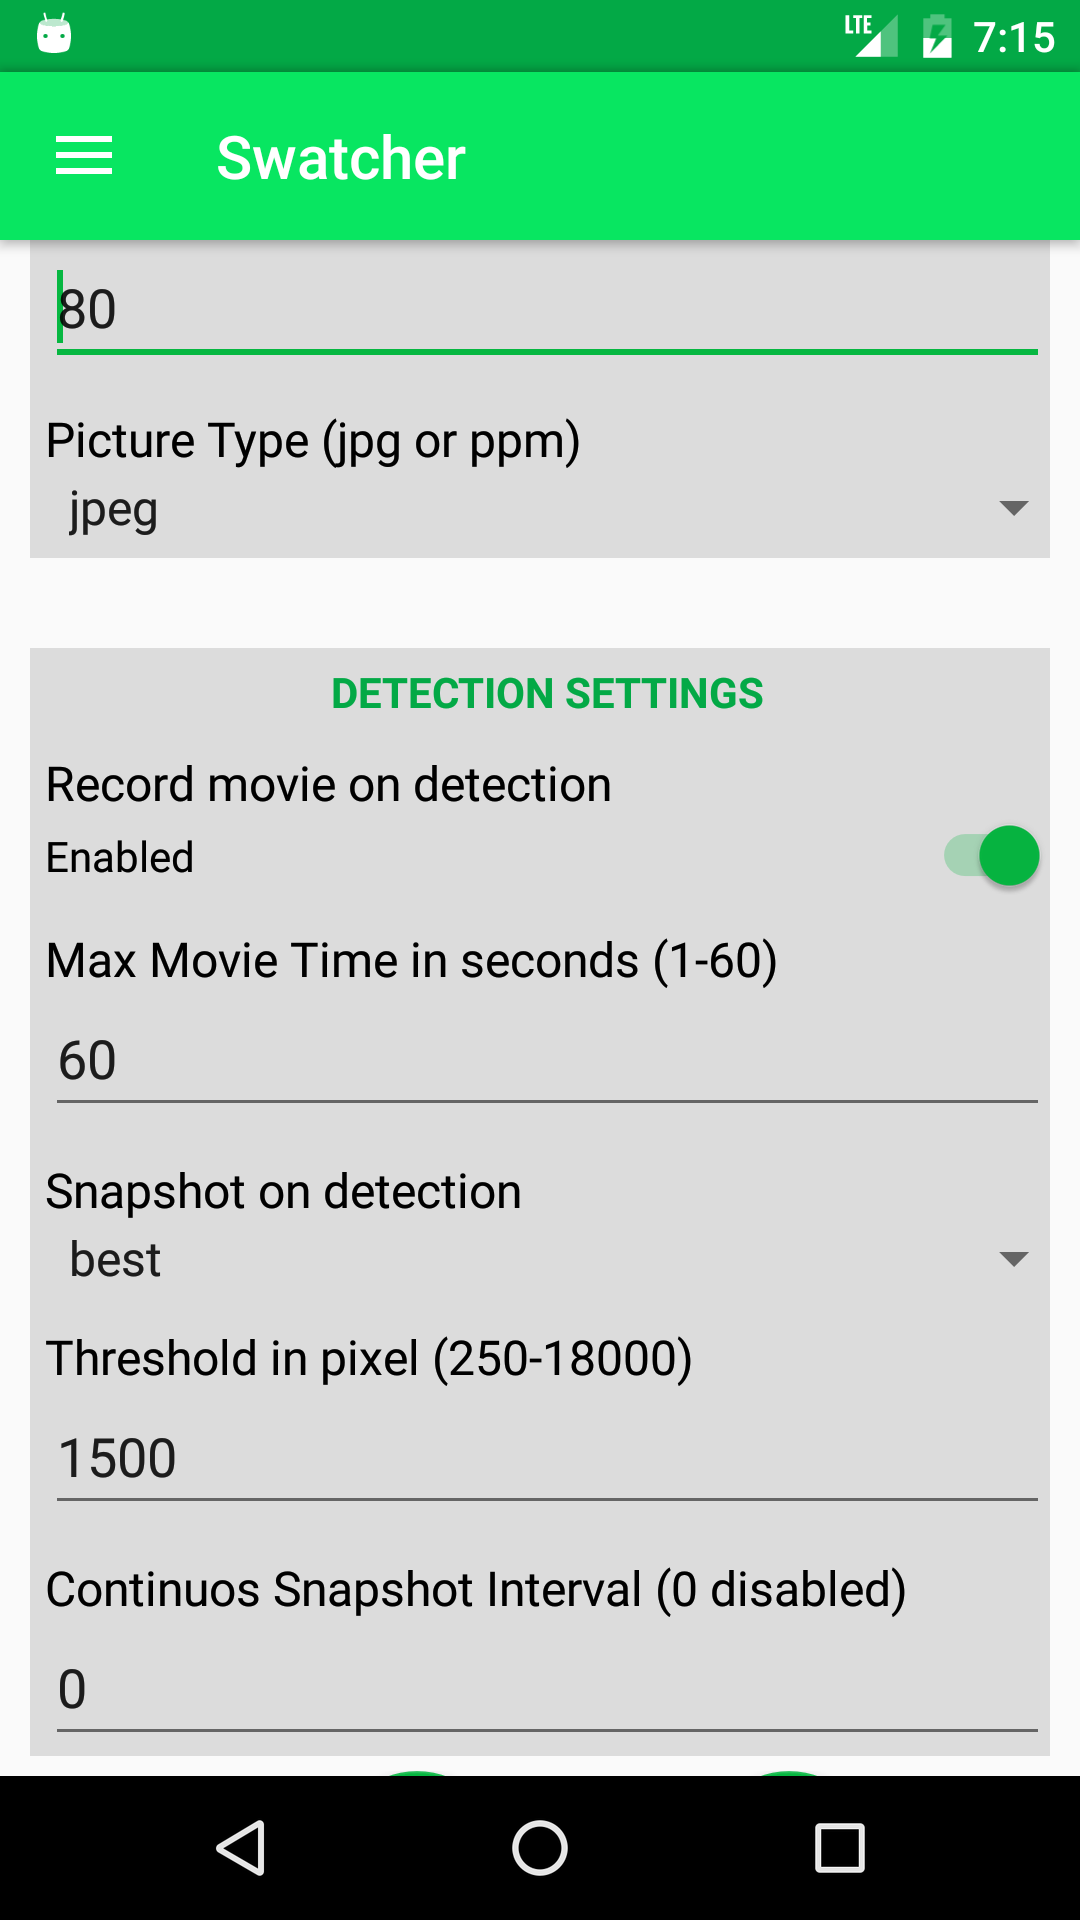 LTE 7:15
Swatcher
80
Picture Type (jpg or ppm)
jpeg
DETECTION SETTINGS
Record movie on detection
Enabled
Max Movie Time in seconds (1-60)
60
Snapshot on detection
best
Threshold in pixel (250-18000)
1500
Continuos Snapshot Interval (0 disabled)
0